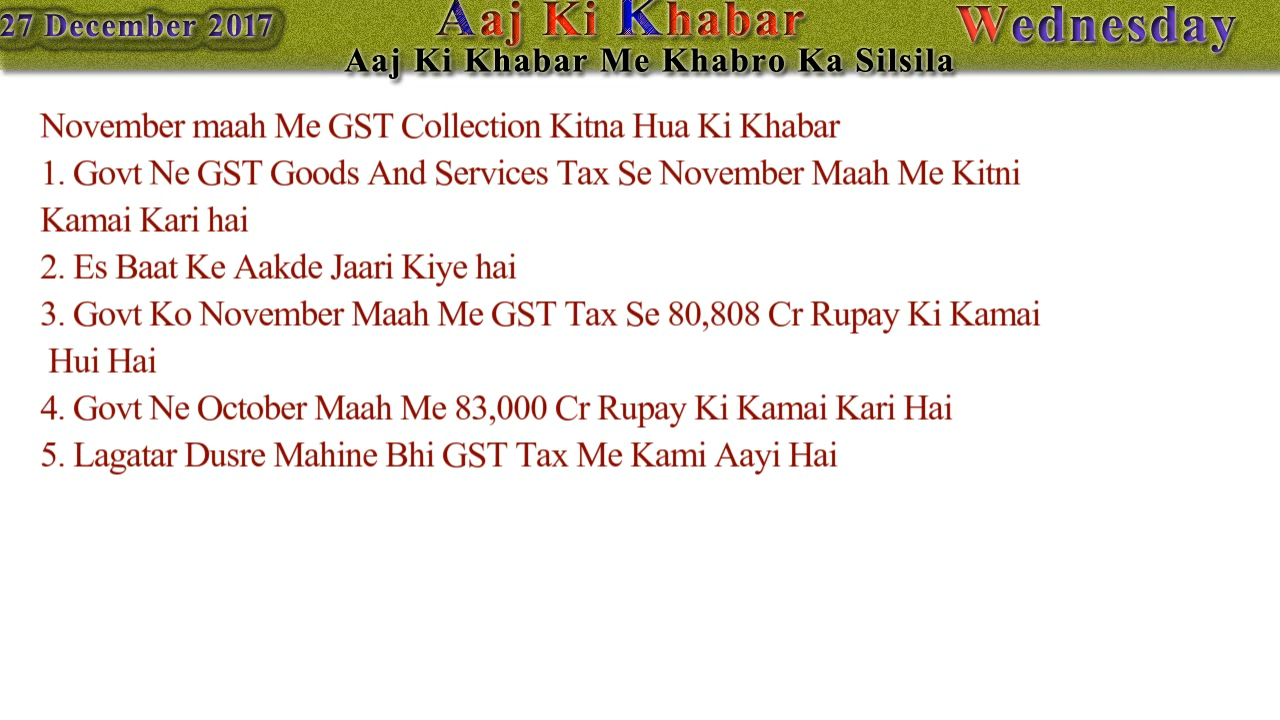 27 December 2017
Aaj Ki Khabar
Wednesday
Aaj Ki Khabar Me Khabro Ka Silsila
November maah Me GST Collection Kitna Hua Ki Khabar
1. Govt Ne GST Goods And Services Tax Se November Maah Me Kitni
Kamai Kari hai
2. Es Baat Ke Aakde Jaari Kiye hai
3. Govt Ko November Maah Me GST Tax Se 80,808 Cr Rupay Ki Kamai
Hui Hai
4. Govt Ne October Maah Me 83,000 Cr Rupay Ki Kamai Kari Hai
5. Lagatar Dusre Mahine Bhi GST Tax Me Kami Aayi Hai